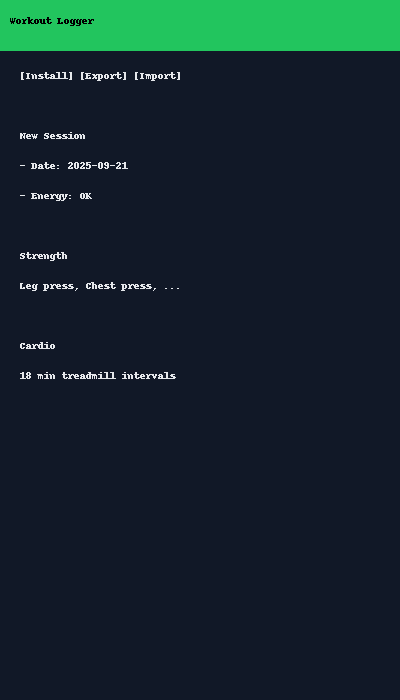 Workout Logger
[Install] [Export] [Import]
New Session
- Date: 2025-09-21
- Energy: OK
Strength
Leg press, Chest press, ...
Cardio
18 min treadmill intervals